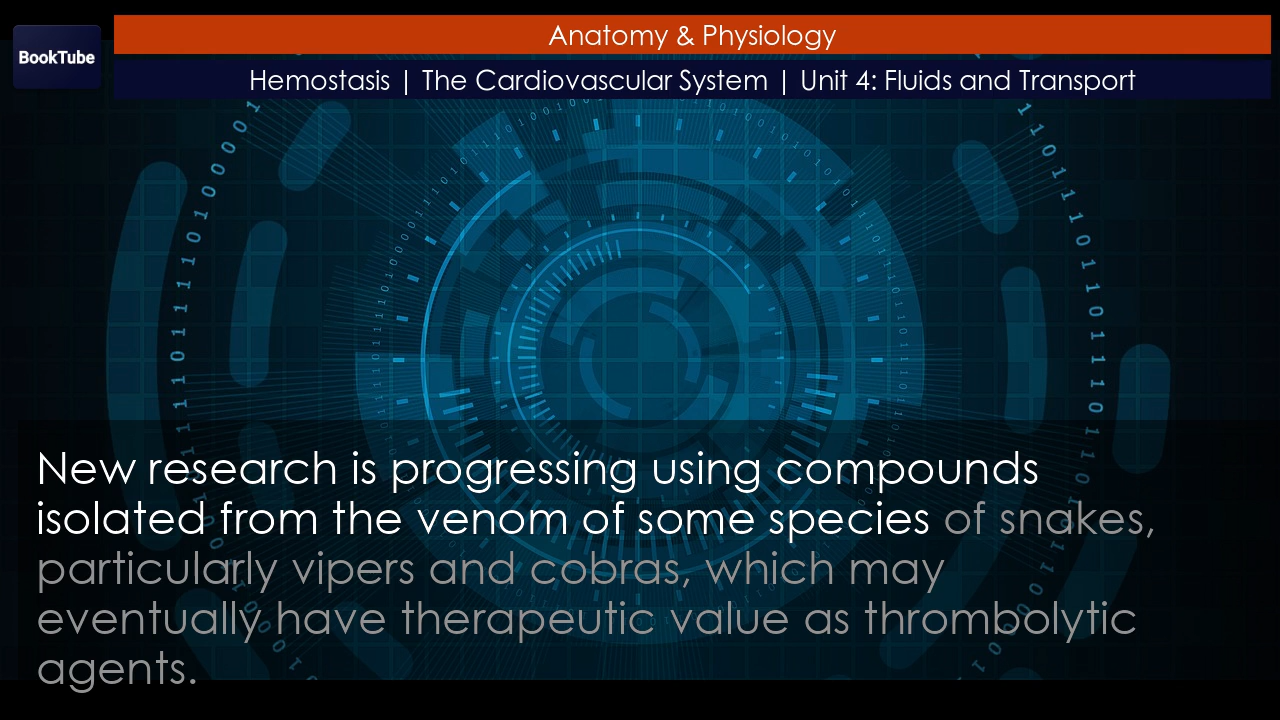 Anatomy & Physiology
BookTube
Hemostasis | The Cardiovascular System | Unit 4: Fluids and Transport
New research is progressing using compounds
isolated from the venom of some species of snakes,
particularly vipers and cobras, which may
eventually have therapeutic value as thrombolytic
agents.